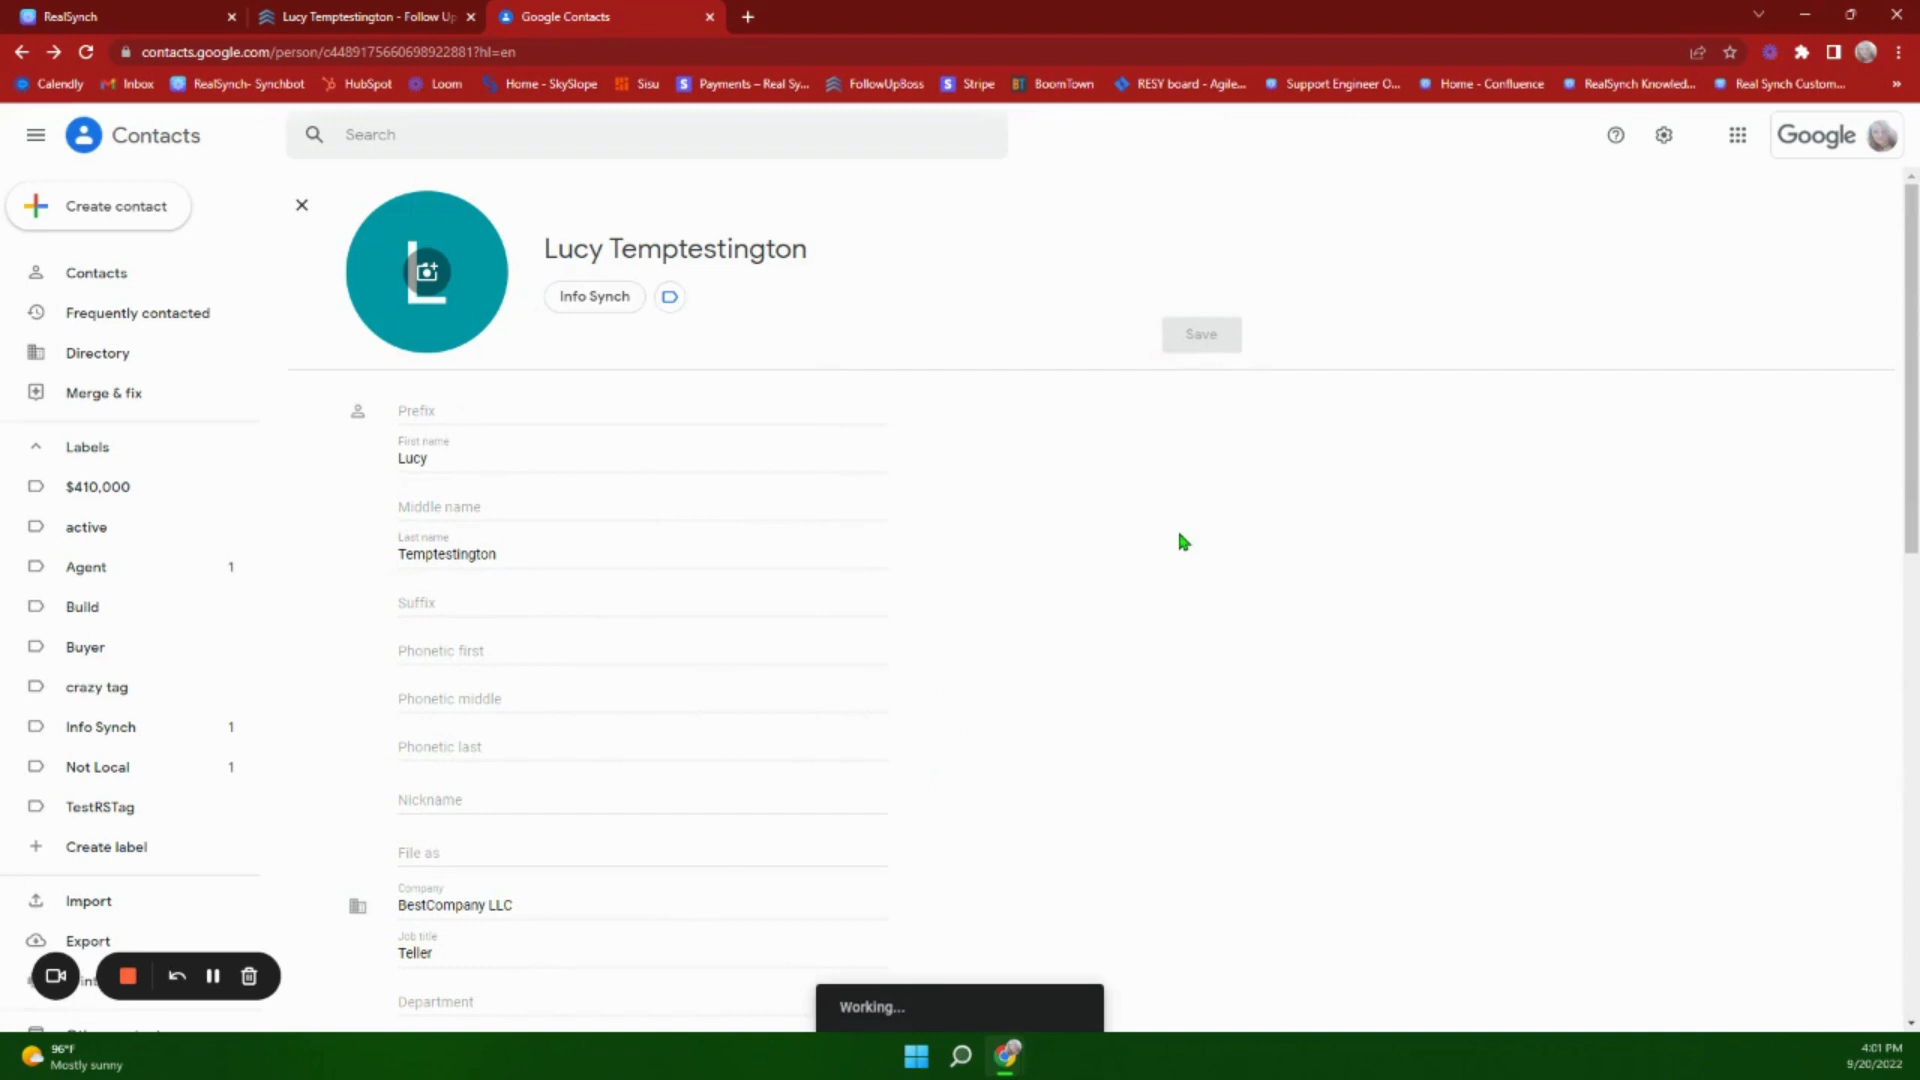 RealSynch
Lucy Temptestington - Follow Up
Google Contacts
contacts.google.com/person/c4489175660698922881?hl=en
Calendly
Inbox
RealSynch- Synchbot
HubSpot
Loom
Home - SkySlope
Sisu
Payments – Real Sy...
FollowUpBoss
Stripe
BT
BoomTown
RESY board - Agile...
Support Engineer O...
Home - Confluence
RealSynch Knowled...
Real Synch Custom...
»
Contacts
Search
Google
Create contact
L
Lucy Temptestington
Info Synch
Save
Contacts
Frequently contacted
Directory
Merge & fix
Labels
$410,000
active
Agent 1
Build
Buyer
crazy tag
Info Synch 1
Not Local 1
TestRSTag
Create label
Import
Export
Prefix
First name
Lucy
Middle name
Last name
Temptestington
Suffix
Phonetic first
Phonetic middle
Phonetic last
Nickname
File as
Company
BestCompany LLC
Job title
Teller
Department
Working...
96°F
Mostly sunny
4:01 PM
9/20/2022